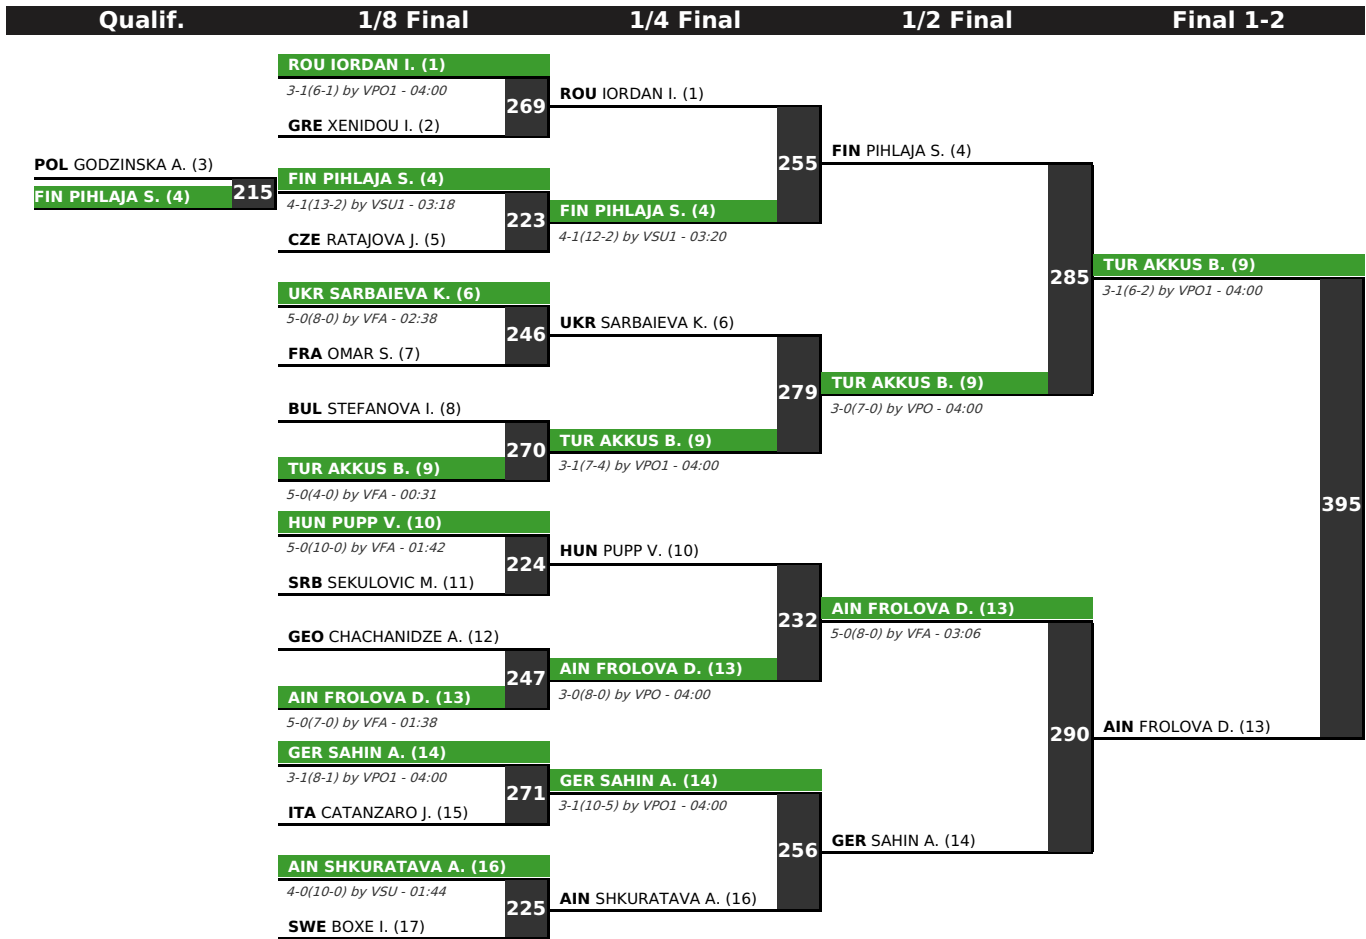 Qualif.
1/8 Final
1/4 Final
1/2 Final
Final 1-2
POL GODZINSKA A. (3)
FIN PIHLAJA S. (4)
215
ROU IORDAN I. (1)
3-1(6-1) by VPO1 - 04:00
GRE XENIDOU I. (2)
269
FIN PIHLAJA S. (4)
4-1(13-2) by VSU1 - 03:18
CZE RATAJOVA J. (5)
223
UKR SARBAIEVA K. (6)
5-0(8-0) by VFA - 02:38
FRA OMAR S. (7)
246
BUL STEFANOVA I. (8)
TUR AKKUS B. (9)
5-0(4-0) by VFA - 00:31
270
HUN PUPP V. (10)
5-0(10-0) by VFA - 01:42
SRB SEKULOVIC M. (11)
224
GEO CHACHANIDZE A. (12)
AIN FROLOVA D. (13)
5-0(7-0) by VFA - 01:38
247
GER SAHIN A. (14)
3-1(8-1) by VPO1 - 04:00
ITA CATANZARO J. (15)
271
AIN SHKURATAVA A. (16)
4-0(10-0) by VSU - 01:44
SWE BOXE I. (17)
225
ROU IORDAN I. (1)
FIN PIHLAJA S. (4)
4-1(12-2) by VSU1 - 03:20
255
UKR SARBAIEVA K. (6)
TUR AKKUS B. (9)
3-1(7-4) by VPO1 - 04:00
279
HUN PUPP V. (10)
AIN FROLOVA D. (13)
3-0(8-0) by VPO - 04:00
232
GER SAHIN A. (14)
3-1(10-5) by VPO1 - 04:00
AIN SHKURATAVA A. (16)
256
FIN PIHLAJA S. (4)
TUR AKKUS B. (9)
3-0(7-0) by VPO - 04:00
285
AIN FROLOVA D. (13)
5-0(8-0) by VFA - 03:06
GER SAHIN A. (14)
290
TUR AKKUS B. (9)
3-1(6-2) by VPO1 - 04:00
AIN FROLOVA D. (13)
395